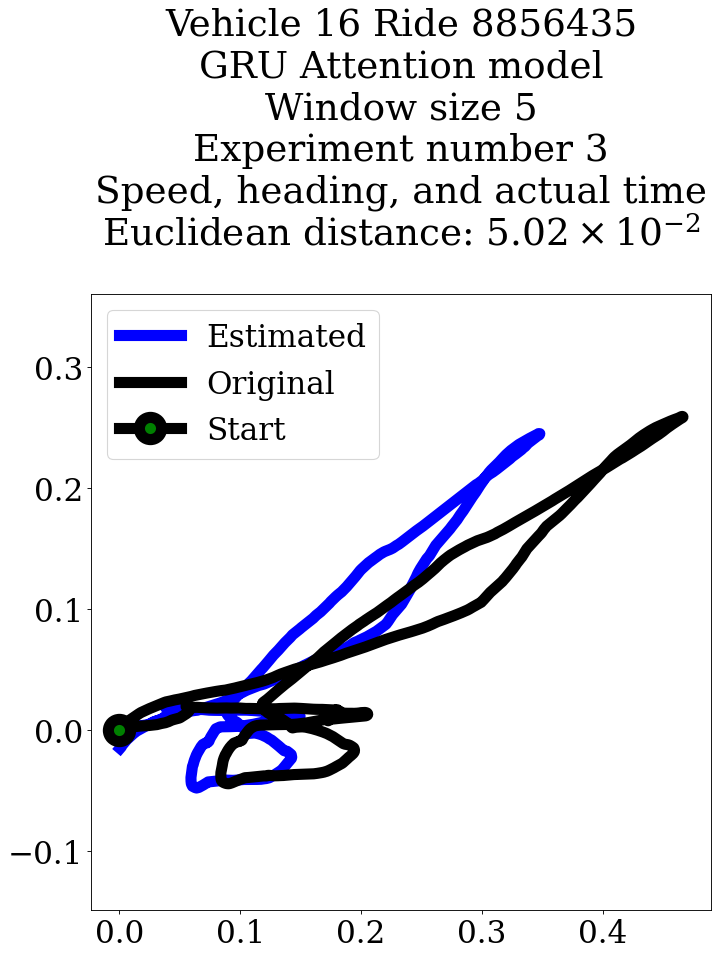 Vehicle 16 Ride 8856435
GRU Attention model
Window size 5
Experiment number 3
Speed, heading, and actual time
Euclidean distance: 5.02 × 10⁻²
Estimated
Original
Start
0.3
0.2
0.1
0.0
−0.1
0.0 0.1 0.2 0.3 0.4